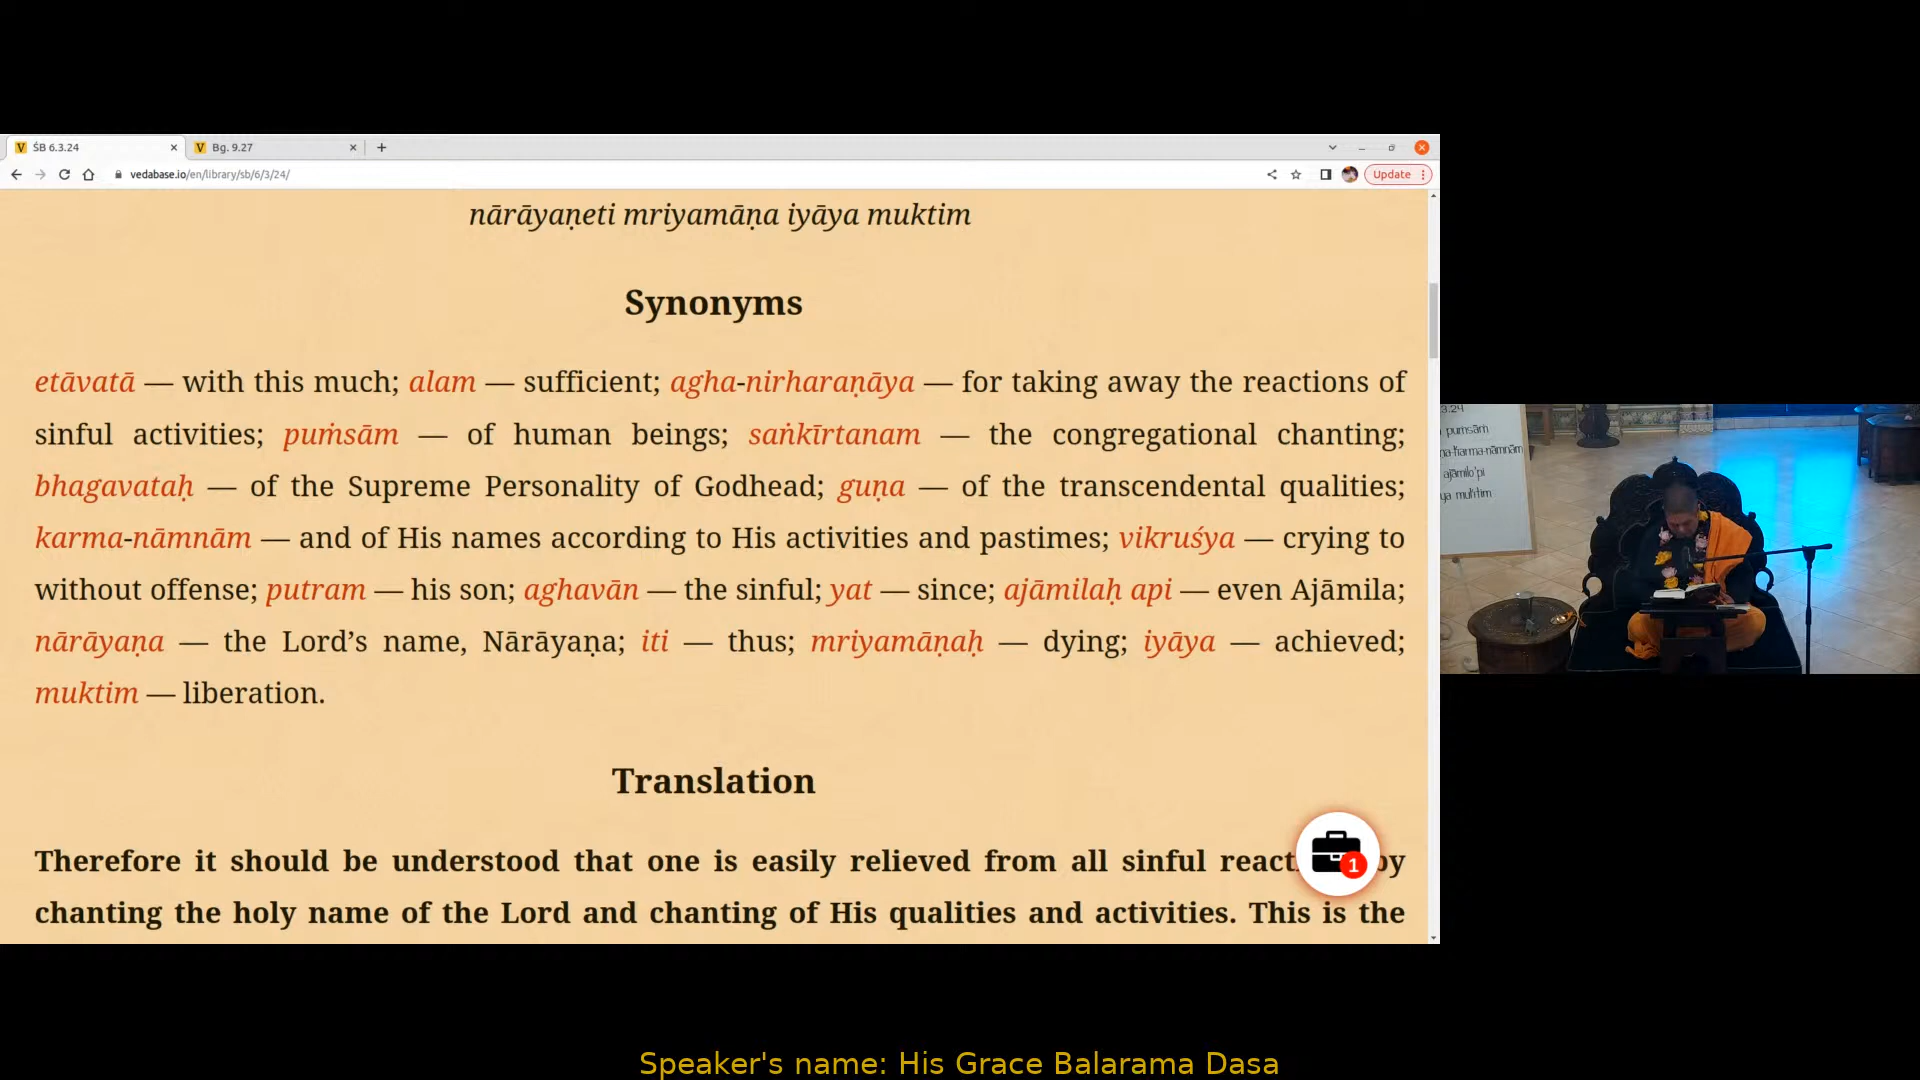 ŚB 6.3.24
Bg. 9.27
vedabase.io/en/library/sb/6/3/24/
Update
nārāyaṇeti mriyamāṇa iyāya muktim
Synonyms
etāvatā — with this much; alam — sufficient; agha-nirharaṇāya — for taking away the reactions of
sinful activities; puṁsām — of human beings; saṅkīrtanam — the congregational chanting;
bhagavataḥ — of the Supreme Personality of Godhead; guṇa — of the transcendental qualities;
karma-nāmnām — and of His names according to His activities and pastimes; vikruśya — crying to
without offense; putram — his son; aghavān — the sinful; yat — since; ajāmilaḥ api — even Ajāmila;
nārāyaṇa — the Lord’s name, Nārāyaṇa; iti — thus; mriyamāṇaḥ — dying; iyāya — achieved;
muktim — liberation.
Translation
Therefore it should be understood that one is easily relieved from all sinful by
chanting the holy name of the Lord and chanting of His qualities and activities. This is the
1
3.24
puṁsāṁ
karma-nāmnām
ajāmilo'pi
ya muktim
Speaker's name: His Grace Balarama Dasa